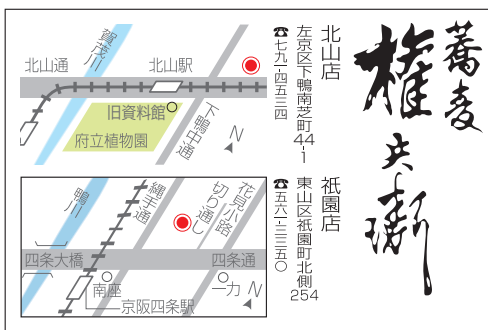 蕎麦
権兵衛
北山店
左京区下鴨南芝町44-1
☎七九一-四五三四
祇園店
東山区祇園町北側254
☎五六一-三三五〇
賀茂川
北山通
北山駅
旧資料館
府立植物園
下鴨中通
N
鴨川
縄手通
切り通し
花見小路
四条大橋
四条通
南座
一力
京阪四条駅
N